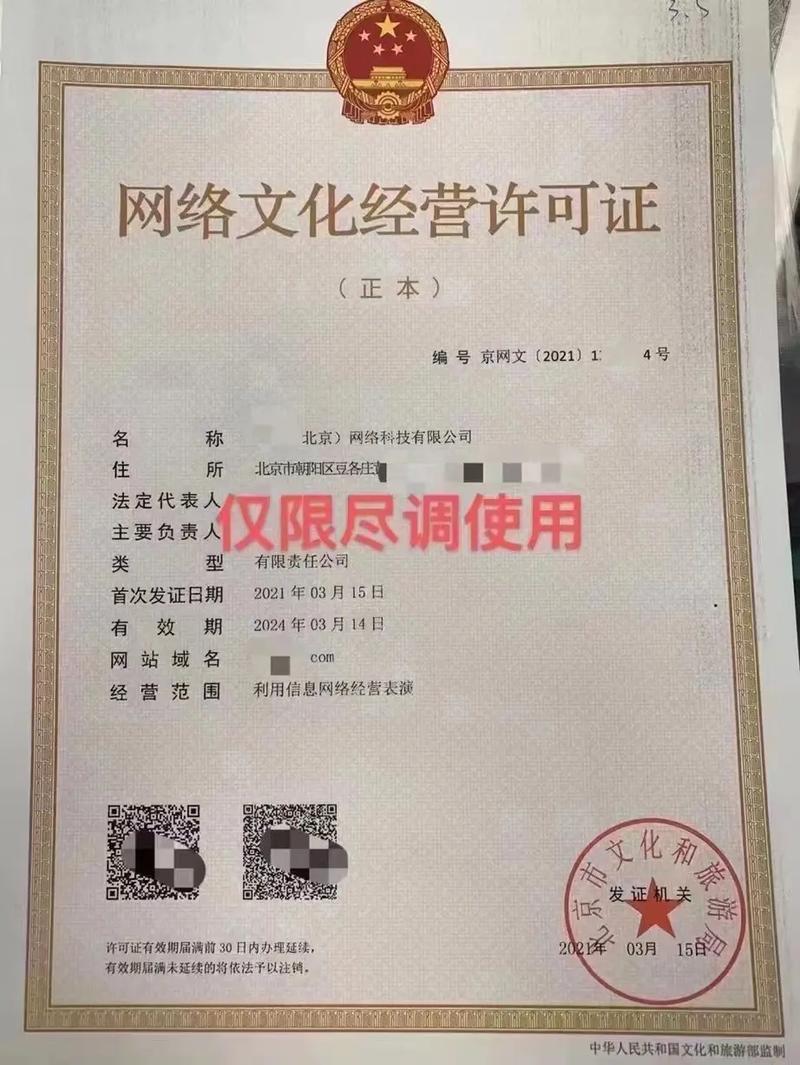 3.5
网络文化经营许可证
（正本）
编号 京网文〔2021〕1 4号
名称 北京）网络科技有限公司
住所 北京市朝阳区豆各庄
法定代表人
仅限尽调使用
主要负责人
类型 有限责任公司
首次发证日期 2021年03月15日
有效期 2024年03月14日
网站域名 com
经营范围 利用信息网络经营表演
北京市文化和旅游局
发证机关
2021年 03月 15日
许可证有效期届满前30日内办理延续，
有效期届满未延续的将依法予以注销。
中华人民共和国文化和旅游部监制